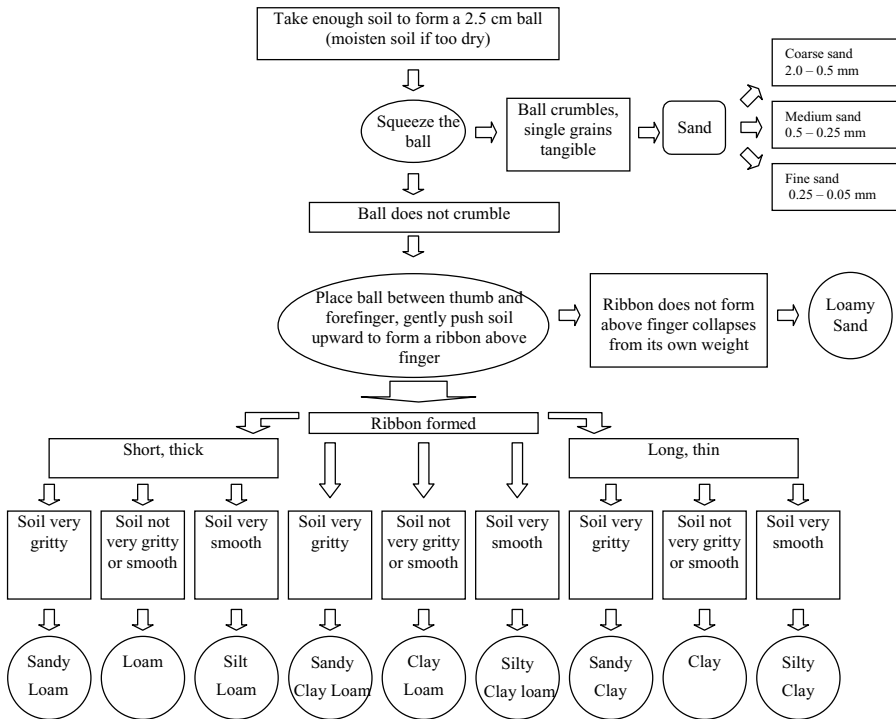 Take enough soil to form a 2.5 cm ball
(moisten soil if too dry)
Squeeze the
ball
Ball crumbles,
single grains
tangible
Sand
Coarse sand
2.0 – 0.5 mm
Medium sand
0.5 – 0.25 mm
Fine sand
0.25 – 0.05 mm
Ball does not crumble
Place ball between thumb and
forefinger, gently push soil
upward to form a ribbon above
finger
Ribbon does not form
above finger collapses
from its own weight
Loamy
Sand
Ribbon formed
Short, thick
Long, thin
Soil very
gritty
Soil not
very gritty
or smooth
Soil very
smooth
Soil very
gritty
Soil not
very gritty
or smooth
Soil very
smooth
Soil very
gritty
Soil not
very gritty
or smooth
Soil very
smooth
Sandy
Loam
Loam
Silt
Loam
Sandy
Clay Loam
Clay
Loam
Silty
Clay loam
Sandy
Clay
Clay
Silty
Clay